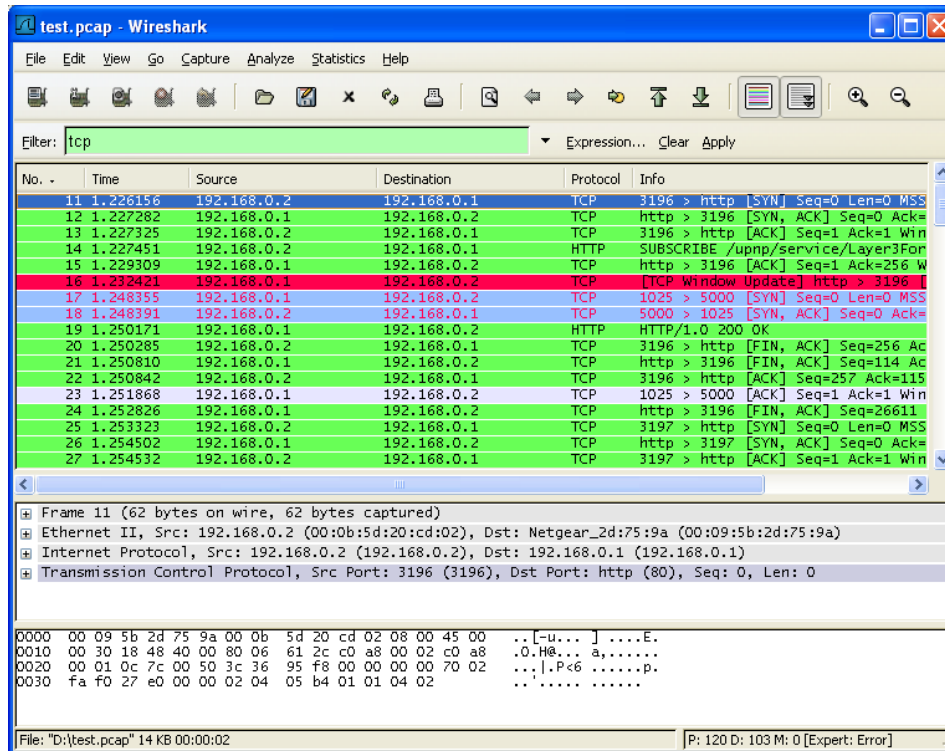 test.pcap - Wireshark
File Edit View Go Capture Analyze Statistics Help
Filter: tcp Expression... Clear Apply
No. Time Source Destination Protocol Info
11 1.226156 192.168.0.2 192.168.0.1 TCP 3196 > http [SYN] Seq=0 Len=0 MSS
12 1.227282 192.168.0.1 192.168.0.2 TCP http > 3196 [SYN, ACK] Seq=0 Ack=
13 1.227325 192.168.0.2 192.168.0.1 TCP 3196 > http [ACK] Seq=1 Ack=1 Win
14 1.227451 192.168.0.2 192.168.0.1 HTTP SUBSCRIBE /upnp/service/Layer3For
15 1.229309 192.168.0.1 192.168.0.2 TCP http > 3196 [ACK] Seq=1 Ack=256 W
16 1.232421 192.168.0.1 192.168.0.2 TCP [TCP Window Update] http > 3196 [
17 1.248355 192.168.0.1 192.168.0.2 TCP 1025 > 5000 [SYN] Seq=0 Len=0 MSS
18 1.248391 192.168.0.2 192.168.0.1 TCP 5000 > 1025 [SYN, ACK] Seq=0 Ack=
19 1.250171 192.168.0.1 192.168.0.2 HTTP HTTP/1.0 200 OK
20 1.250285 192.168.0.2 192.168.0.1 TCP 3196 > http [FIN, ACK] Seq=256 Ac
21 1.250810 192.168.0.1 192.168.0.2 TCP http > 3196 [FIN, ACK] Seq=114 Ac
22 1.250842 192.168.0.2 192.168.0.1 TCP 3196 > http [ACK] Seq=257 Ack=115
23 1.251868 192.168.0.1 192.168.0.2 TCP 1025 > 5000 [ACK] Seq=1 Ack=1 Win
24 1.252826 192.168.0.1 192.168.0.2 TCP http > 3196 [FIN, ACK] Seq=26611
25 1.253323 192.168.0.2 192.168.0.1 TCP 3197 > http [SYN] Seq=0 Len=0 MSS
26 1.254502 192.168.0.1 192.168.0.2 TCP http > 3197 [SYN, ACK] Seq=0 Ack=
27 1.254532 192.168.0.2 192.168.0.1 TCP 3197 > http [ACK] Seq=1 Ack=1 Win
Frame 11 (62 bytes on wire, 62 bytes captured)
Ethernet II, Src: 192.168.0.2 (00:0b:5d:20:cd:02), Dst: Netgear_2d:75:9a (00:09:5b:2d:75:9a)
Internet Protocol, Src: 192.168.0.2 (192.168.0.2), Dst: 192.168.0.1 (192.168.0.1)
Transmission Control Protocol, Src Port: 3196 (3196), Dst Port: http (80), Seq: 0, Len: 0
0000 00 09 5b 2d 75 9a 00 0b 5d 20 cd 02 08 00 45 00 ..[-u... ] ....E.
0010 00 30 18 48 40 00 80 06 61 2c c0 a8 00 02 c0 a8 .0.H@... a,......
0020 00 01 0c 7c 00 50 3c 36 95 f8 00 00 00 00 70 02 ...|.P<6 ......p.
0030 fa f0 27 e0 00 00 02 04 05 b4 01 01 04 02 ..'..... ......
File: "D:\test.pcap" 14 KB 00:00:02 P: 120 D: 103 M: 0 [Expert: Error]